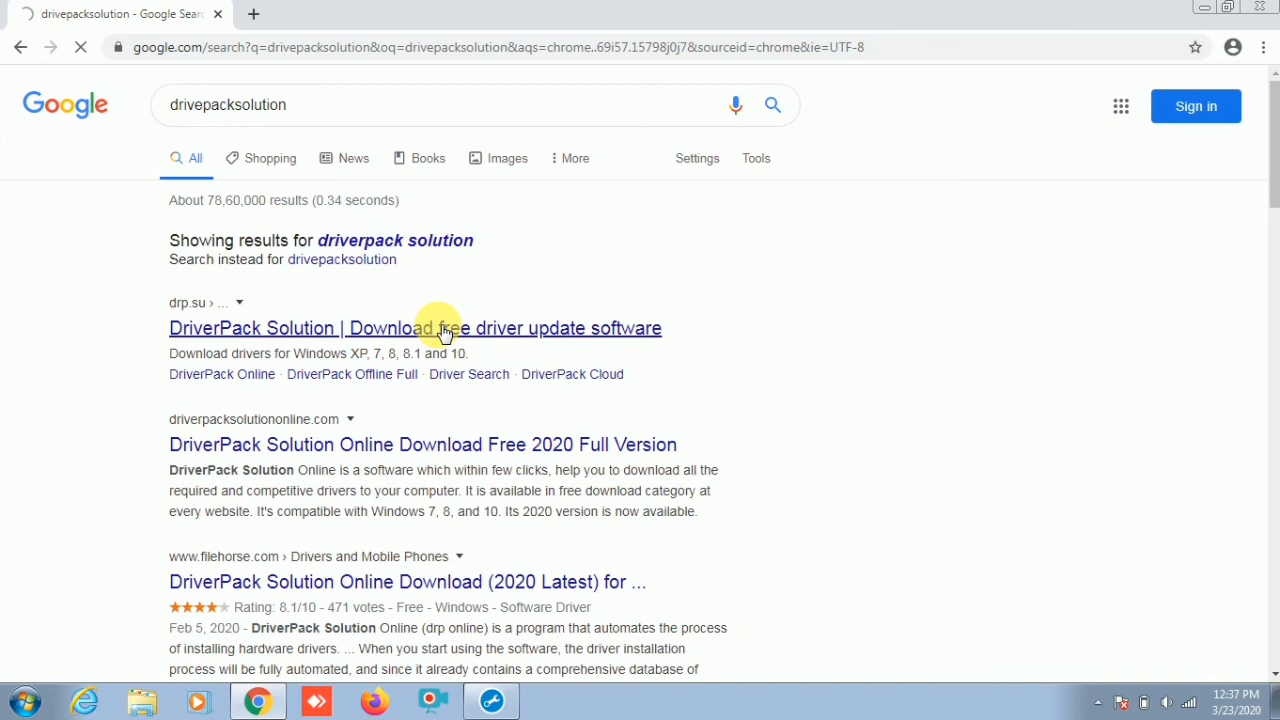 drivepacksolution - Google Sear
google.com/search?q=drivepacksolution&oq=drivepacksolution&aqs=chrome..69i57.15798j0j7&sourceid=chrome&ie=UTF-8
Google
drivepacksolution
Sign in
All Shopping News Books Images More Settings Tools
About 78,60,000 results (0.34 seconds)
Showing results for driverpack solution
Search instead for drivepacksolution
drp.su › ...
DriverPack Solution | Download free driver update software
Download drivers for Windows XP, 7, 8, 8.1 and 10.
DriverPack Online · DriverPack Offline Full · Driver Search · DriverPack Cloud
driverpacksolutiononline.com
DriverPack Solution Online Download Free 2020 Full Version
DriverPack Solution Online is a software which within few clicks, help you to download all the
required and competitive drivers to your computer. It is available in free download category at
every website. It's compatible with Windows 7, 8, and 10. Its 2020 version is now available.
www.filehorse.com › Drivers and Mobile Phones
DriverPack Solution Online Download (2020 Latest) for ...
Rating: 8.1/10 - 471 votes - Free - Windows - Software Driver
Feb 5, 2020 - DriverPack Solution Online (drp online) is a program that automates the process
of installing hardware drivers. ... When you start using the software, the driver installation
process will be fully automated, and since it already contains a comprehensive database of
12:37 PM
3/23/2020